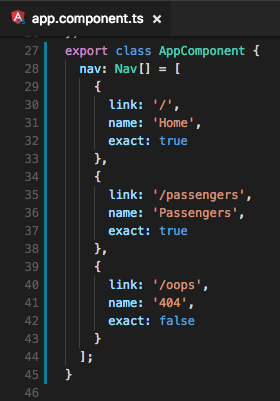 app.component.ts ×
27 export class AppComponent {
28 nav: Nav[] = [
29 {
30 link: '/',
31 name: 'Home',
32 exact: true
33 },
34 {
35 link: '/passengers',
36 name: 'Passengers',
37 exact: true
38 },
39 {
40 link: '/oops',
41 name: '404',
42 exact: false
43 }
44 ];
45 }
46